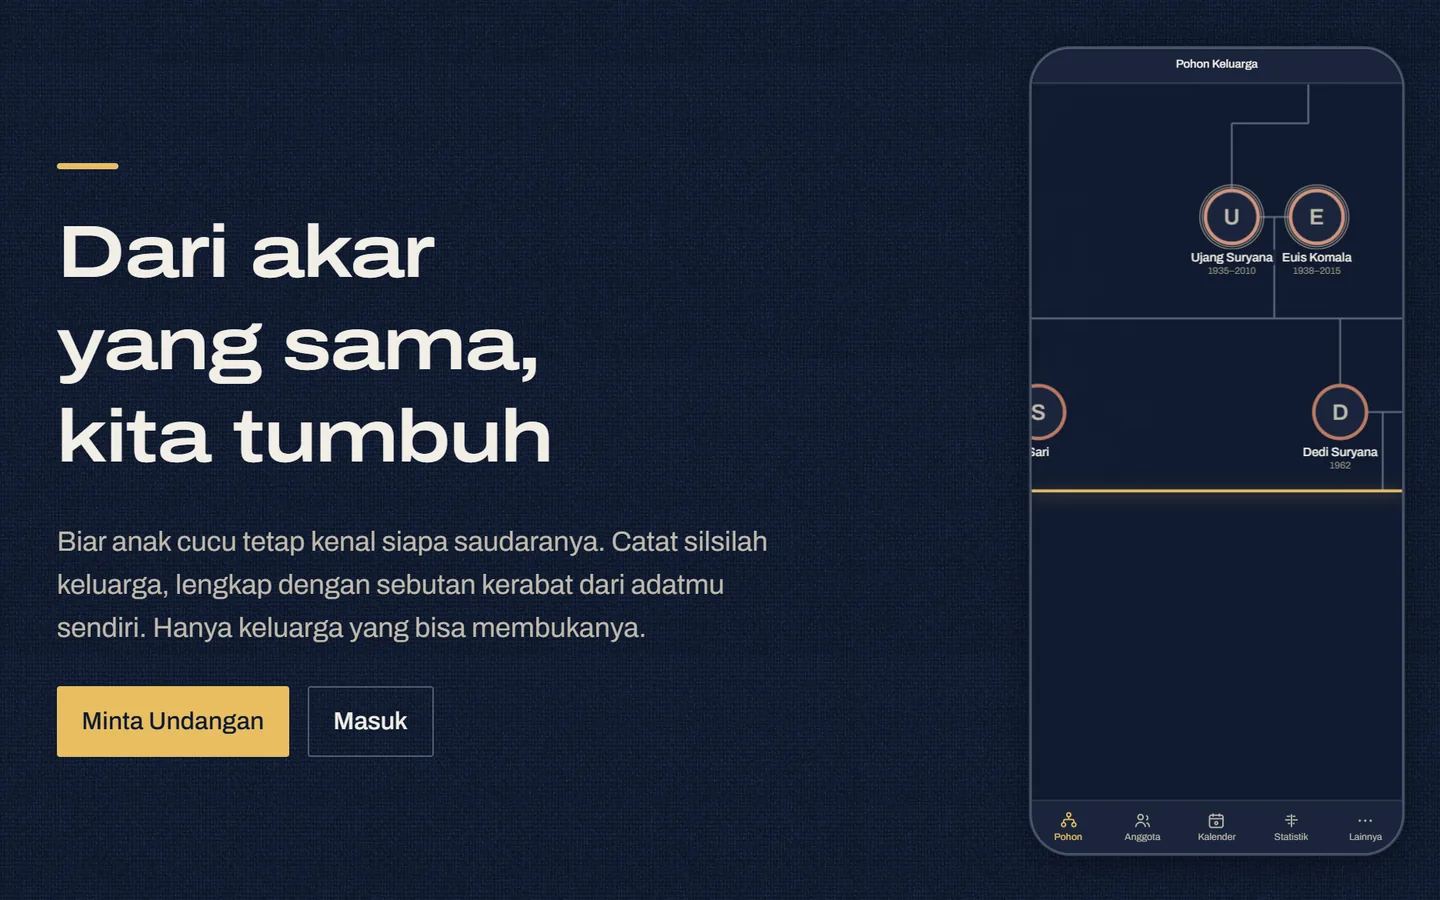 Dari akar
yang sama,
kita tumbuh
Biar anak cucu tetap kenal siapa saudaranya. Catat silsilah
keluarga, lengkap dengan sebutan kerabat dari adatmu
sendiri. Hanya keluarga yang bisa membukanya.
Minta Undangan
Masuk
Pohon Keluarga
U
E
Ujang Suryana
Euis Komala
1935–2010
1938–2015
S
D
Sari
Dedi Suryana
1962
Pohon
Anggota
Kalender
Statistik
Lainnya